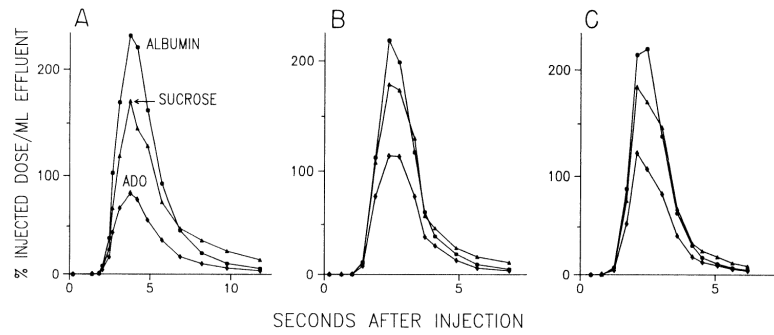 A
B
C
% INJECTED DOSE/ML EFFLUENT
ALBUMIN
SUCROSE
ADO
200
100
0
0 5 10
200
100
0
0 5
200
100
0
0 5
SECONDS AFTER INJECTION